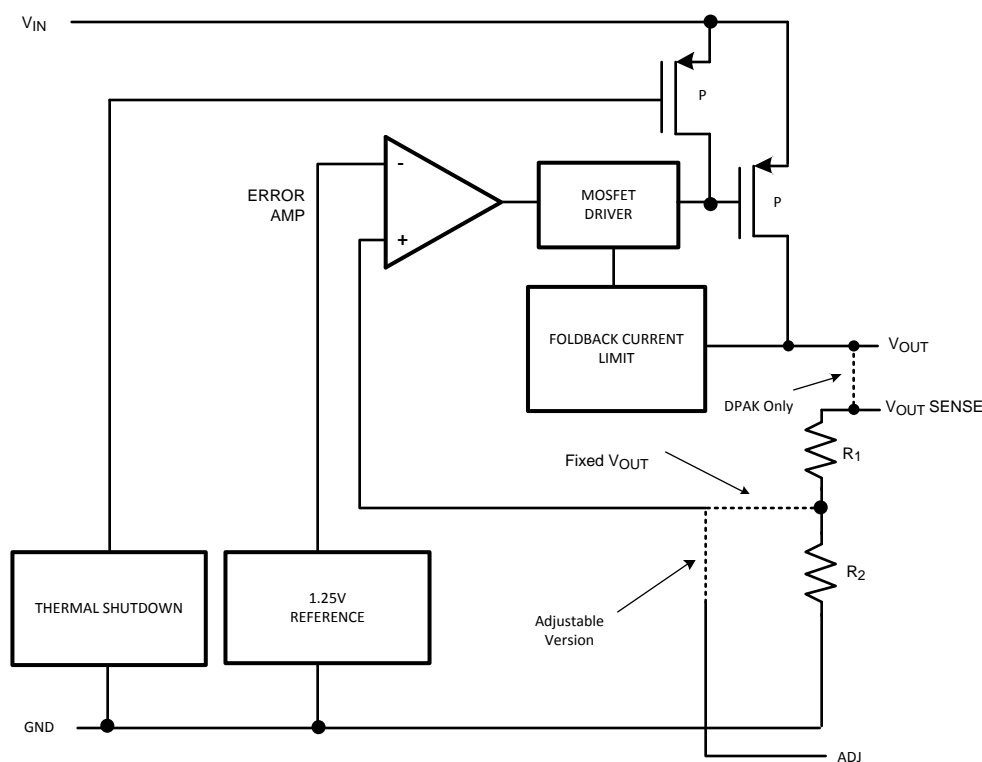 VIN
P
-
ERROR
AMP
+
MOSFET
DRIVER
P
FOLDBACK CURRENT
LIMIT
VOUT
DPAK Only
VOUT SENSE
R1
Fixed VOUT
R2
THERMAL SHUTDOWN
1.25V
REFERENCE
Adjustable
Version
GND
ADJ